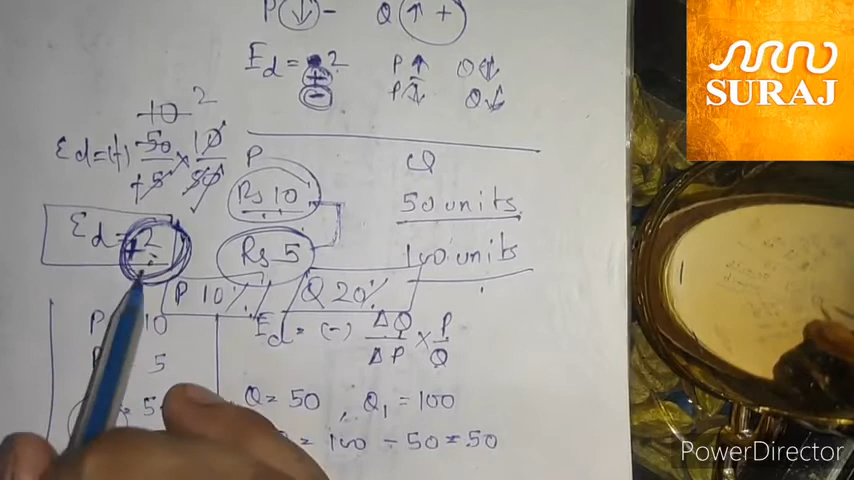 P ↓ - Q ↑ +
Ed = 2 P↑ Q↓
+ P↓ Q↓
-
10 2
Ed = (+) 50/+5 × 10/50 P Q
Rs 10 50 units
Ed = 2 Rs 5 100 units
P 10% Q 20%
P 10 Ed = (-) ΔQ/ΔP × P/Q
5
Q = 50 , Q1 = 100
= 100 - 50 = 50
SURAJ
PowerDirector